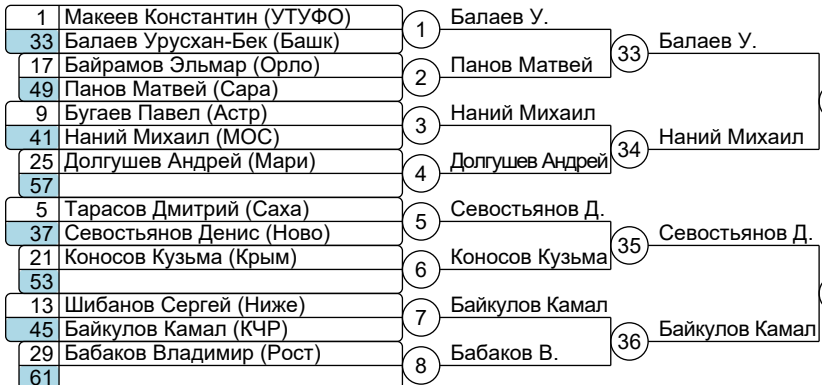 1 Макеев Константин (УТУФО)
33 Балаев Урусхан-Бек (Башк)
17 Байрамов Эльмар (Орло)
49 Панов Матвей (Сара)
9 Бугаев Павел (Астр)
41 Наний Михаил (МОС)
25 Долгушев Андрей (Мари)
57
5 Тарасов Дмитрий (Саха)
37 Севостьянов Денис (Ново)
21 Коносов Кузьма (Крым)
53
13 Шибанов Сергей (Ниже)
45 Байкулов Камал (КЧР)
29 Бабаков Владимир (Рост)
61
1 Балаев У.
2 Панов Матвей
3 Наний Михаил
4 Долгушев Андрей
5 Севостьянов Д.
6 Коносов Кузьма
7 Байкулов Камал
8 Бабаков В.
33 Балаев У.
34 Наний Михаил
35 Севостьянов Д.
36 Байкулов Камал